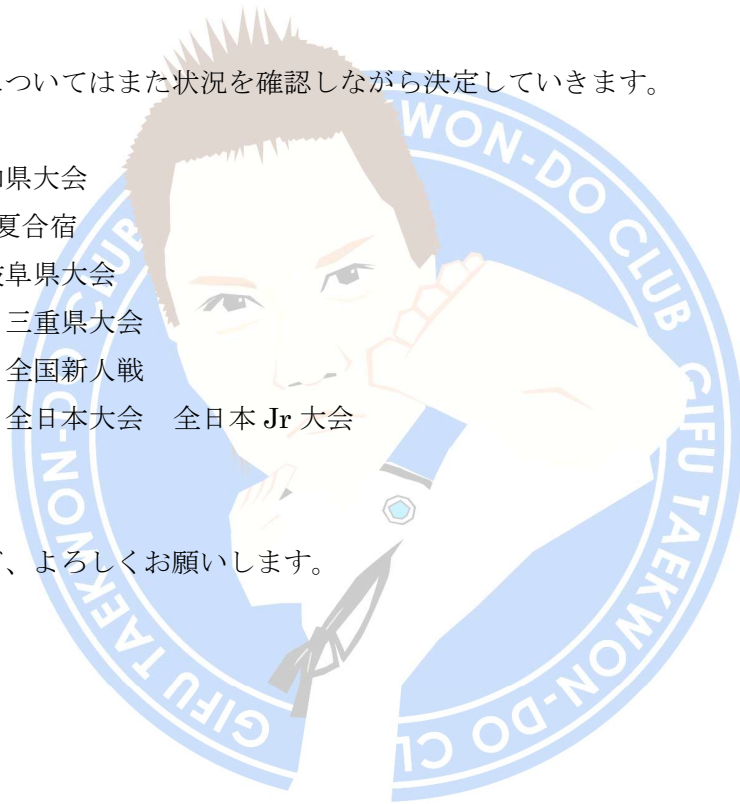 ついてはまた状況を確認しながら決定していきます。
県大会
夏合宿
阜県大会
三重県大会
全国新人戦
全日本大会　全日本 Jr 大会
、よろしくお願いします。
WON-DO CLUB GIFU TAEKWON-DO CL
GIFU TAEKWON-DO CLUB